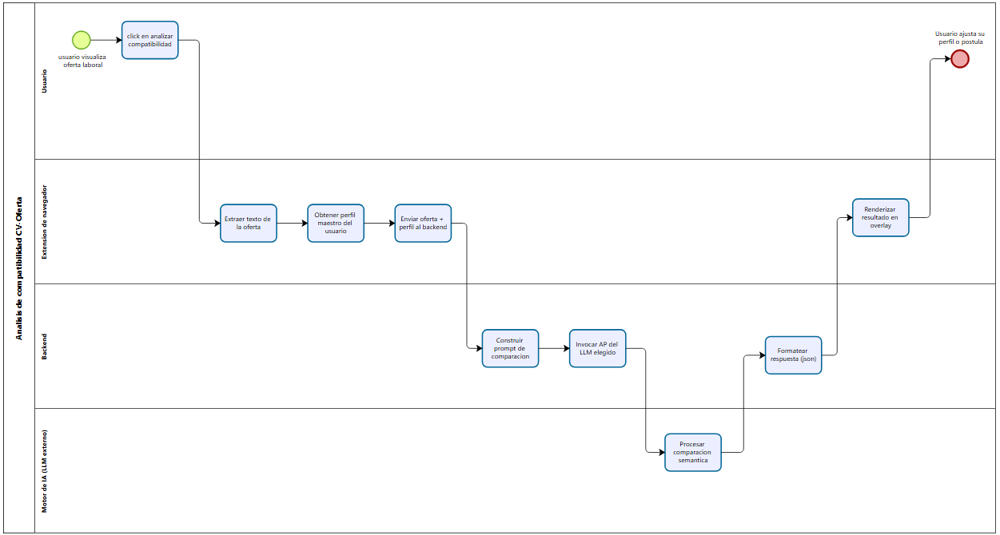 Analisis de compatibilidad CV-Oferta
Usuario
usuario visualiza
oferta laboral
click en analizar
compatibilidad
Usuario ajusta su
perfil o postula
Extension de navegador
Extraer texto de
la oferta
Obtener perfil
maestro del
usuario
Enviar oferta +
perfil al backend
Renderizar
resultado en
overlay
Backend
Construir
prompt de
comparacion
Invocar AP del
LLM elegido
Formatear
respuesta (json)
Motor de IA (LLM externo)
Procesar
comparacion
semantica